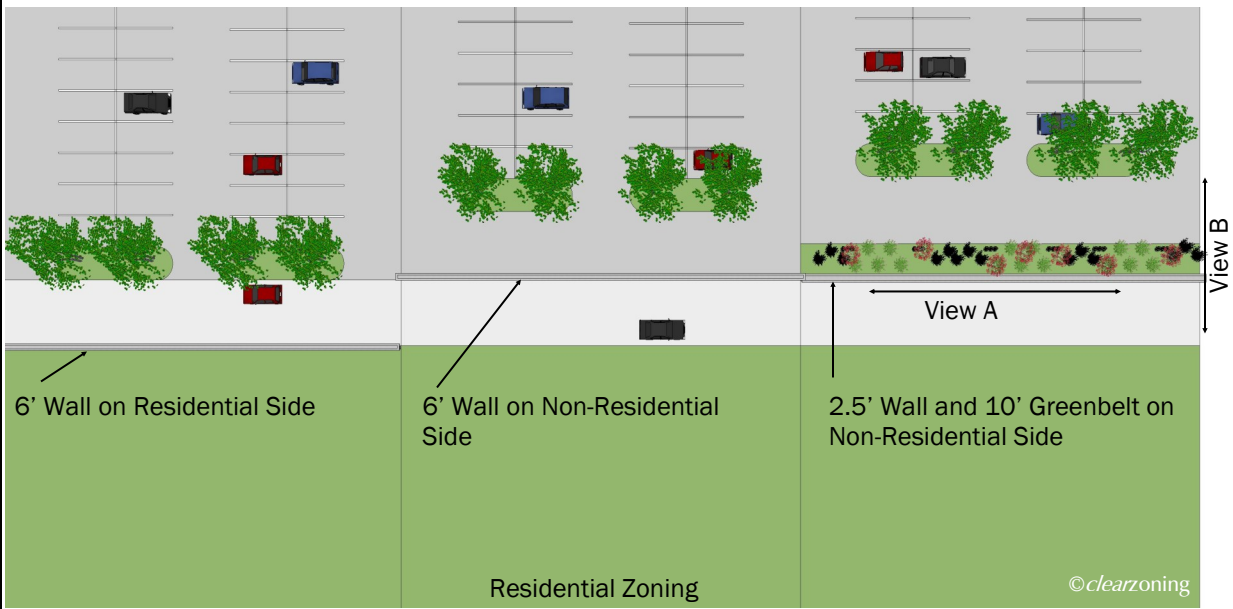 View B
View A
6’ Wall on Residential Side
6’ Wall on Non-Residential
Side
2.5’ Wall and 10’ Greenbelt on
Non-Residential Side
Residential Zoning
©clearzoning